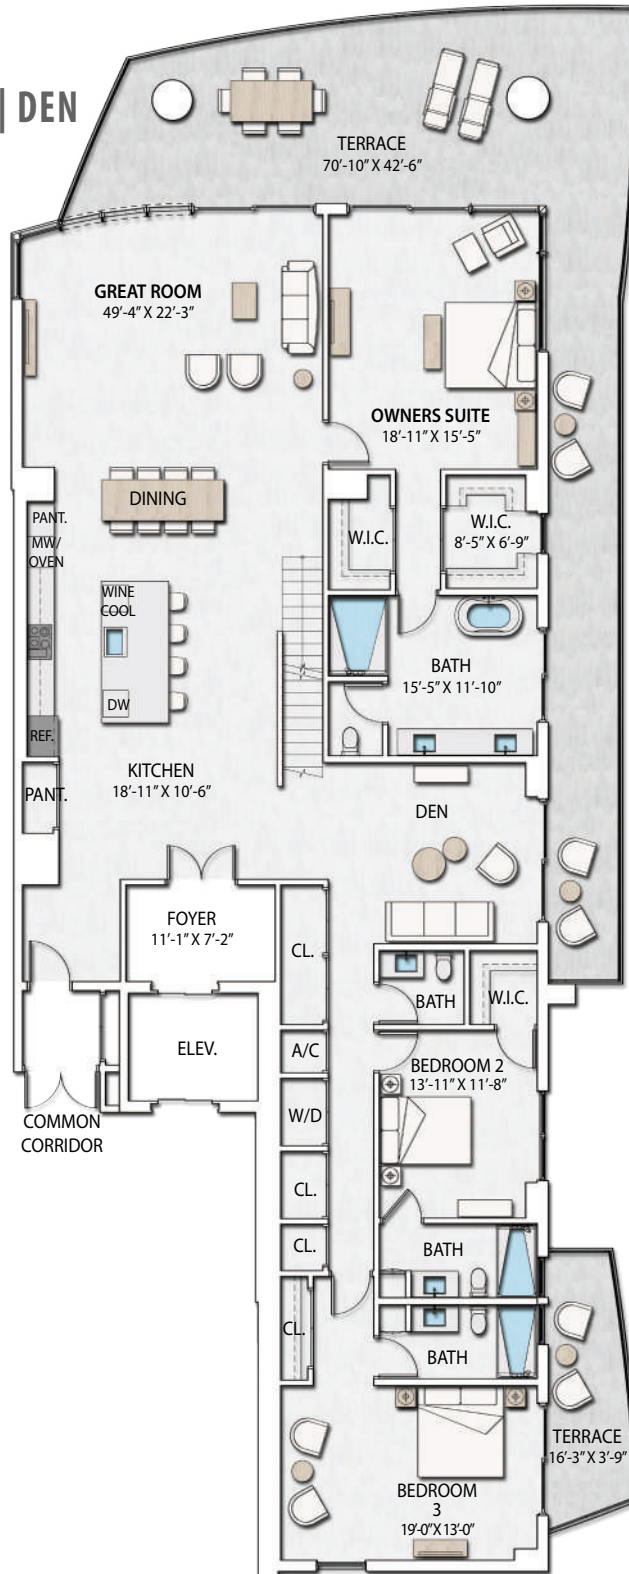 | DEN
TERRACE
70'-10" X 42'-6"
GREAT ROOM
49'-4" X 22'-3"
OWNERS SUITE
18'-11" X 15'-5"
DINING
PANT.
MW/
OVEN
W.I.C.
W.I.C.
8'-5" X 6'-9"
WINE
COOL
BATH
15'-5" X 11'-10"
DW
REF.
KITCHEN
18'-11" X 10'-6"
PANT.
DEN
FOYER
11'-1" X 7'-2"
CL.
BATH
W.I.C.
ELEV.
A/C
BEDROOM 2
13'-11" X 11'-8"
W/D
COMMON
CORRIDOR
CL.
CL.
BATH
CL.
BATH
TERRACE
16'-3" X 3'-9"
BEDROOM
3
19'-0" X 13'-0"